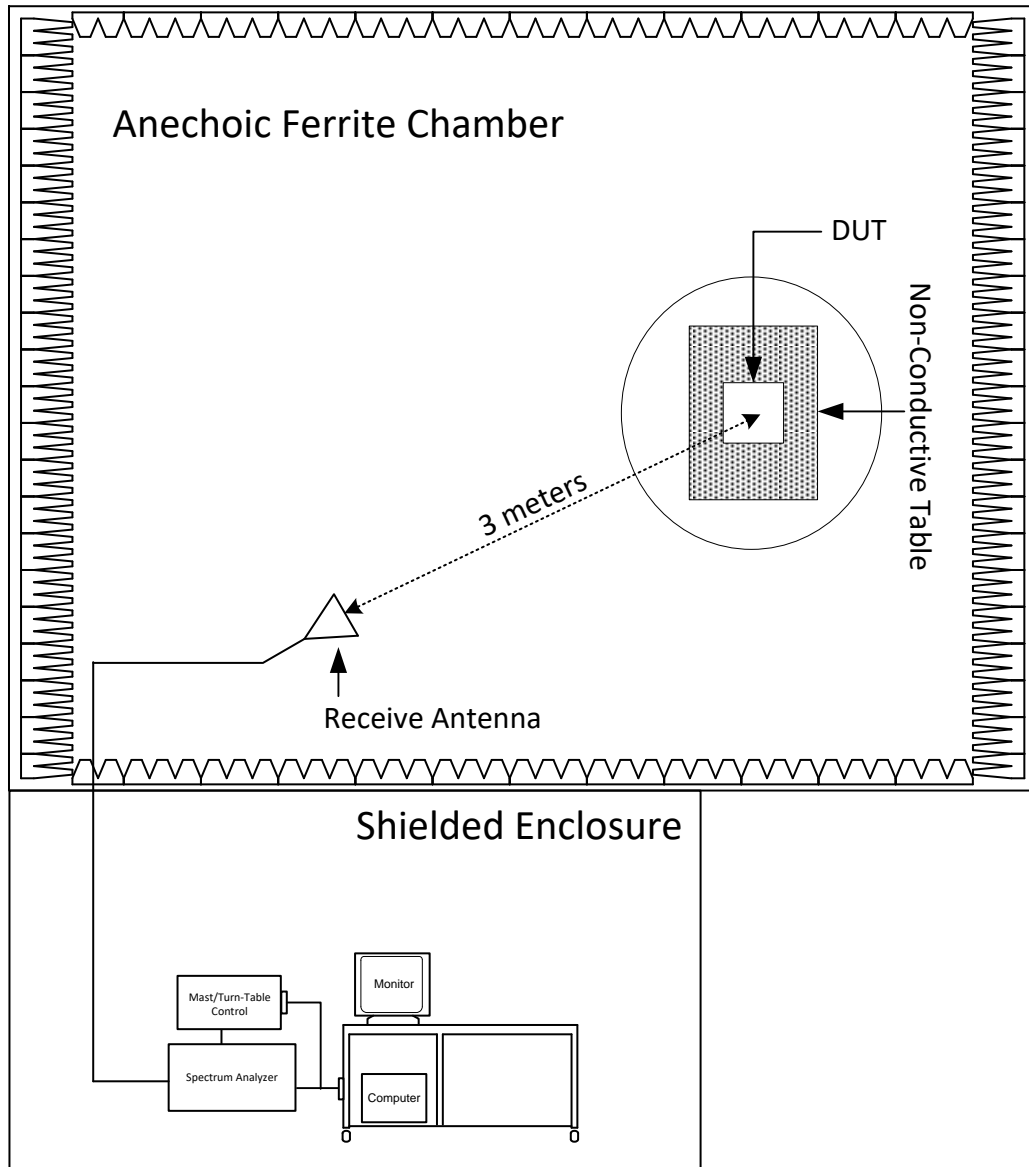 Anechoic Ferrite Chamber
DUT
Non-Conductive Table
3 meters
Receive Antenna
Shielded Enclosure
Monitor
Mast/Turn-Table
Control
Spectrum Analyzer
Computer